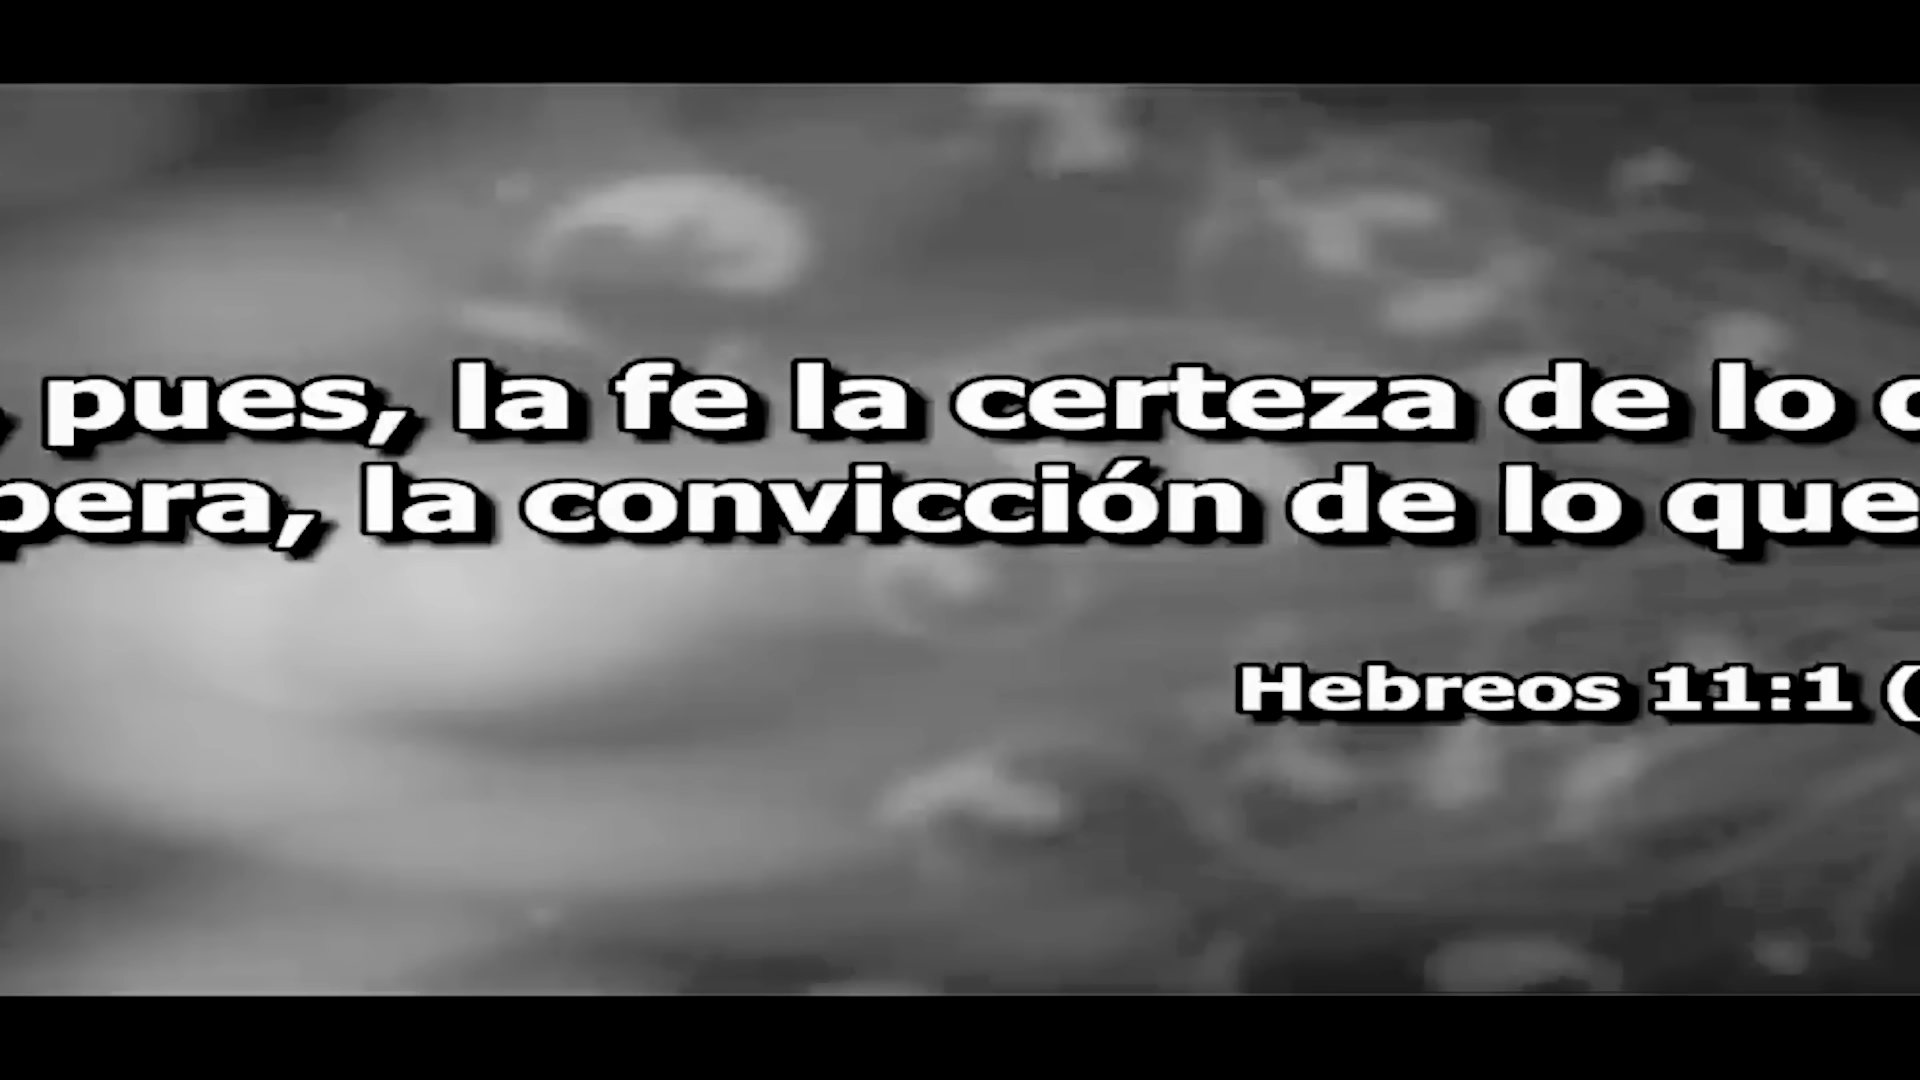 pues, la fe la certeza de lo
pera, la convicción de lo que
Hebreos 11:1 (